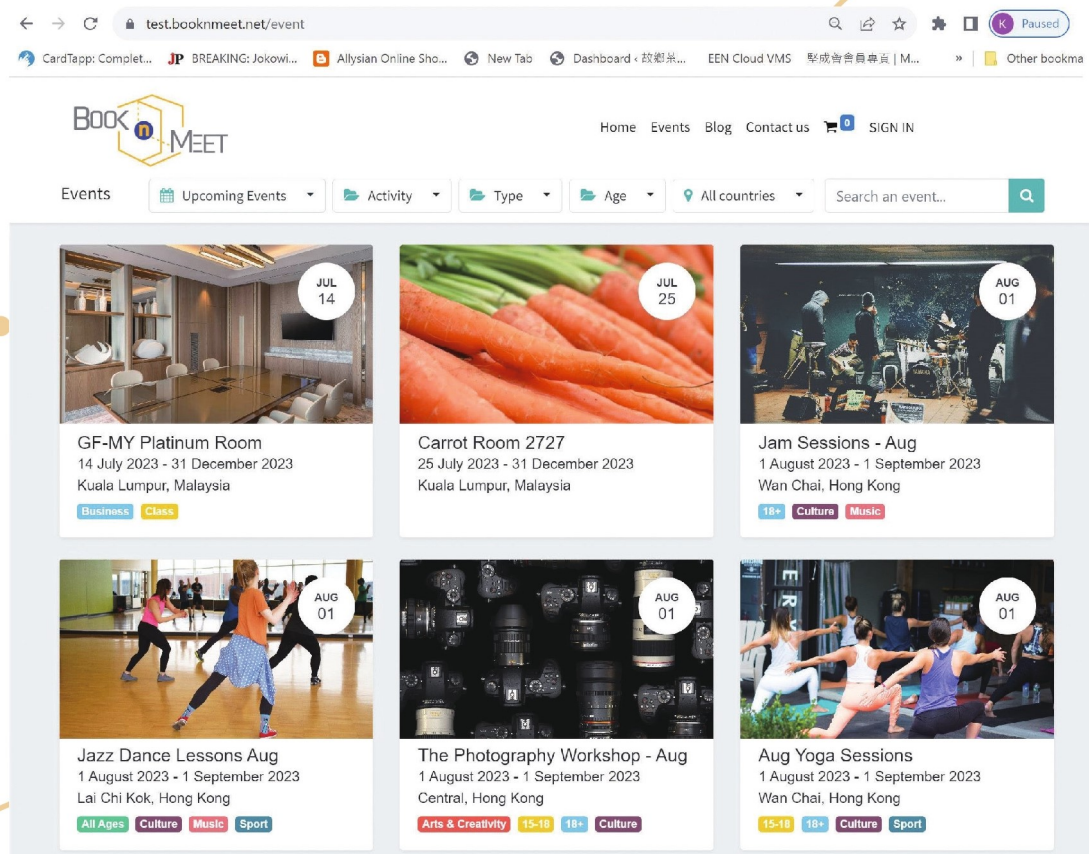 test.booknmeet.net/event
K Paused
CardTapp: Complet... JP BREAKING: Jokowi... Allysian Online Sho... New Tab Dashboard ‹ 故鄉茶... EEN Cloud VMS 堅成會會員專頁 | M... » Other bookma
BOOK n MEET
Home Events Blog Contact us 0 SIGN IN
Events Upcoming Events Activity Type Age All countries Search an event...
JUL
14
JUL
25
AUG
01
GF-MY Platinum Room
14 July 2023 - 31 December 2023
Kuala Lumpur, Malaysia
Business Class
Carrot Room 2727
25 July 2023 - 31 December 2023
Kuala Lumpur, Malaysia
Jam Sessions - Aug
1 August 2023 - 1 September 2023
Wan Chai, Hong Kong
18+ Culture Music
AUG
01
AUG
01
AUG
01
Jazz Dance Lessons Aug
1 August 2023 - 1 September 2023
Lai Chi Kok, Hong Kong
All Ages Culture Music Sport
The Photography Workshop - Aug
1 August 2023 - 1 September 2023
Central, Hong Kong
Arts & Creativity 15-18 18+ Culture
Aug Yoga Sessions
1 August 2023 - 1 September 2023
Wan Chai, Hong Kong
15-18 18+ Culture Sport